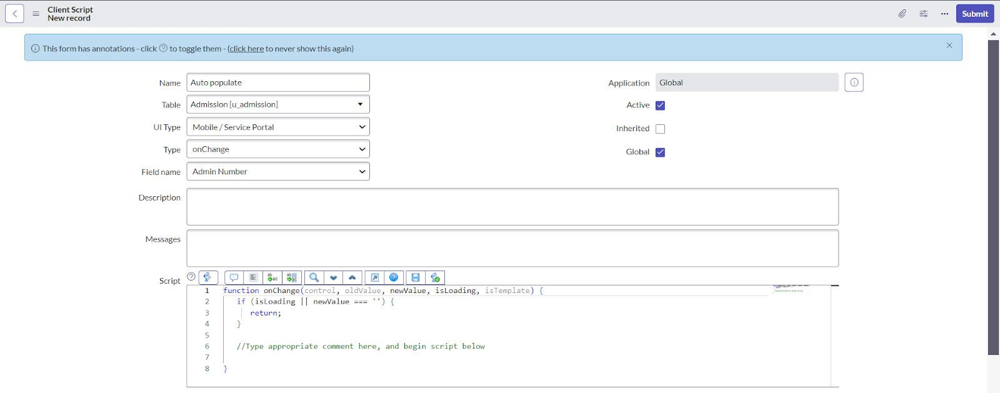 Client Script
New record
Submit
This form has annotations - click ? to toggle them - (click here to never show this again)
Name Auto populate
Application Global
Table Admission [u_admission]
Active
UI Type Mobile / Service Portal
Inherited
Type onChange
Global
Field name Admin Number
Description
Messages
Script
1 function onChange(control, oldValue, newValue, isLoading, isTemplate) {
2 if (isLoading || newValue === '') {
3 return;
4 }
5
6 //Type appropriate comment here, and begin script below
7
8 }